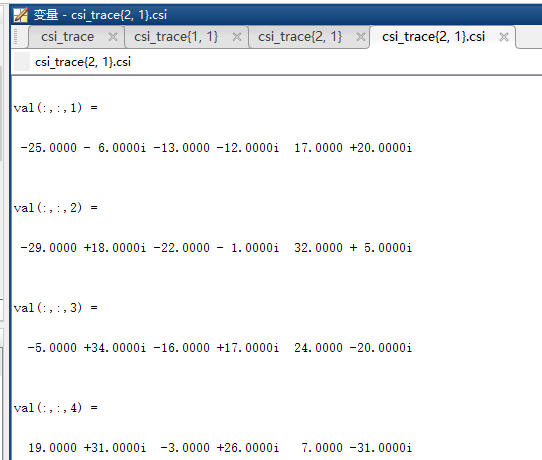 变量 - csi_trace{2, 1}.csi
csi_trace csi_trace{1, 1} csi_trace{2, 1} csi_trace{2, 1}.csi
csi_trace{2, 1}.csi
val(:,:,1) =
-25.0000 - 6.0000i -13.0000 -12.0000i 17.0000 +20.0000i
val(:,:,2) =
-29.0000 +18.0000i -22.0000 - 1.0000i 32.0000 + 5.0000i
val(:,:,3) =
-5.0000 +34.0000i -16.0000 +17.0000i 24.0000 -20.0000i
val(:,:,4) =
19.0000 +31.0000i -3.0000 +26.0000i 7.0000 -31.0000i